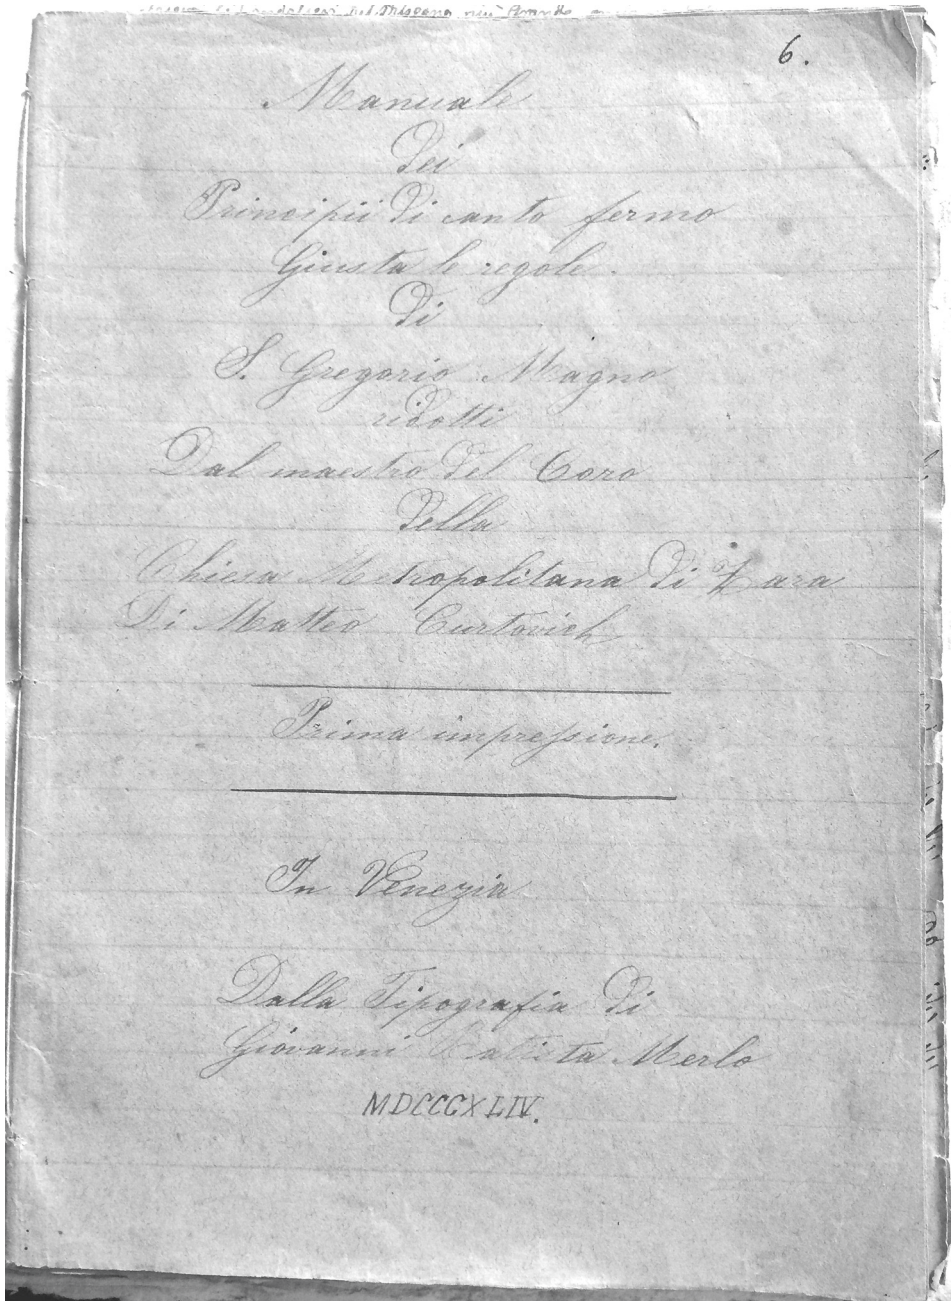 6.
Manuale
Dei
Principii di canto fermo
Giusta le regole.
Di
S. Gregorio Magno
ridotti
Dal maestro del Coro
Della
Chiesa Metropolitana di Zara
Di Matteo Curtovich
Prima impressione.
In Venezia
Dalla Tipografia di
Giovanni Batista Merlo
MDCCCXLIV.